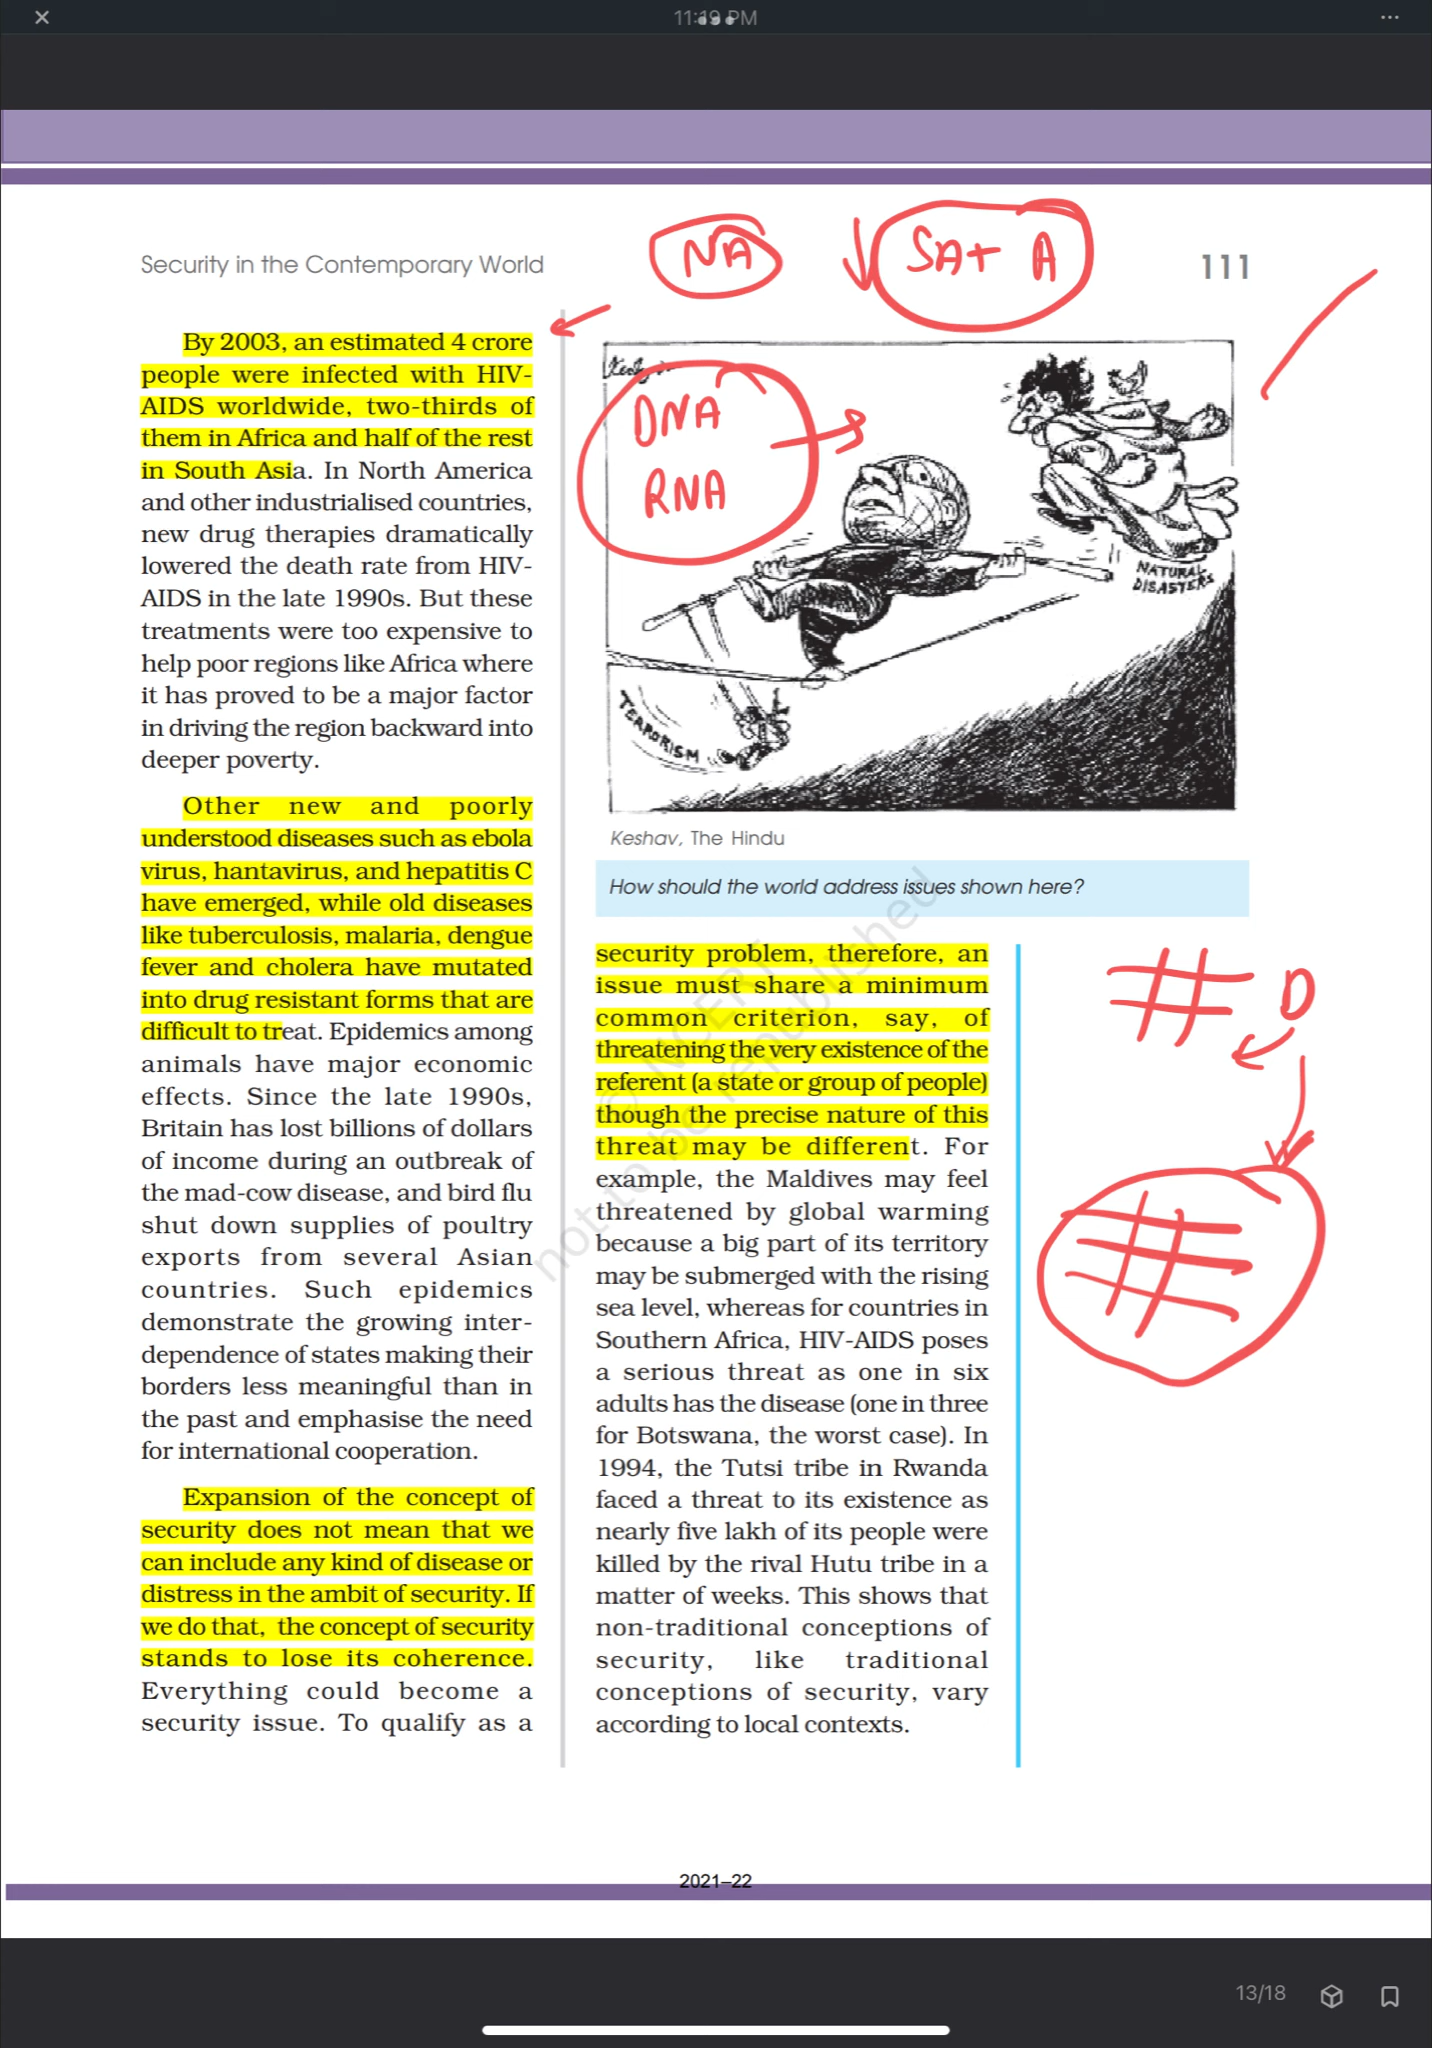 11:19 PM
NA
SA+ A
Security in the Contemporary World
111
By 2003, an estimated 4 crore
people were infected with HIV-
AIDS worldwide, two-thirds of
them in Africa and half of the rest
in South Asia. In North America
and other industrialised countries,
new drug therapies dramatically
lowered the death rate from HIV-
AIDS in the late 1990s. But these
treatments were too expensive to
help poor regions like Africa where
it has proved to be a major factor
in driving the region backward into
deeper poverty.
Other new and poorly
understood diseases such as ebola
virus, hantavirus, and hepatitis C
have emerged, while old diseases
like tuberculosis, malaria, dengue
fever and cholera have mutated
into drug resistant forms that are
difficult to treat. Epidemics among
animals have major economic
effects. Since the late 1990s,
Britain has lost billions of dollars
of income during an outbreak of
the mad-cow disease, and bird flu
shut down supplies of poultry
exports from several Asian
countries. Such epidemics
demonstrate the growing inter-
dependence of states making their
borders less meaningful than in
the past and emphasise the need
for international cooperation.
Expansion of the concept of
security does not mean that we
can include any kind of disease or
distress in the ambit of security. If
we do that, the concept of security
stands to lose its coherence.
Everything could become a
security issue. To qualify as a
DNA
RNA
NATURAL
DISASTERS
TERRORISM
Keshav, The Hindu
How should the world address issues shown here?
security problem, therefore, an
issue must share a minimum
common criterion, say, of
threatening the very existence of the
referent (a state or group of people)
though the precise nature of this
threat may be different. For
example, the Maldives may feel
threatened by global warming
because a big part of its territory
may be submerged with the rising
sea level, whereas for countries in
Southern Africa, HIV-AIDS poses
a serious threat as one in six
adults has the disease (one in three
for Botswana, the worst case). In
1994, the Tutsi tribe in Rwanda
faced a threat to its existence as
nearly five lakh of its people were
killed by the rival Hutu tribe in a
matter of weeks. This shows that
non-traditional conceptions of
security, like traditional
conceptions of security, vary
according to local contexts.
# D
© NCERT
not to be republished
2021–22
13/18